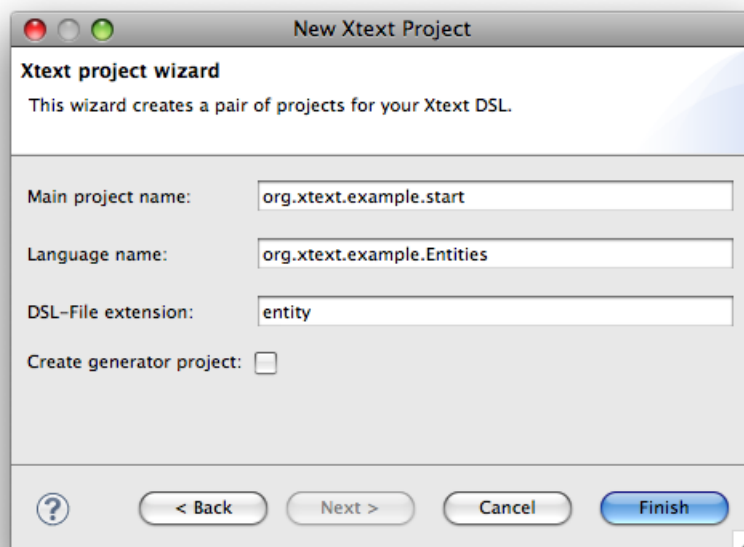 New Xtext Project
Xtext project wizard
This wizard creates a pair of projects for your Xtext DSL.
Main project name: org.xtext.example.start
Language name: org.xtext.example.Entities
DSL-File extension: entity
Create generator project:
? < Back Next > Cancel Finish